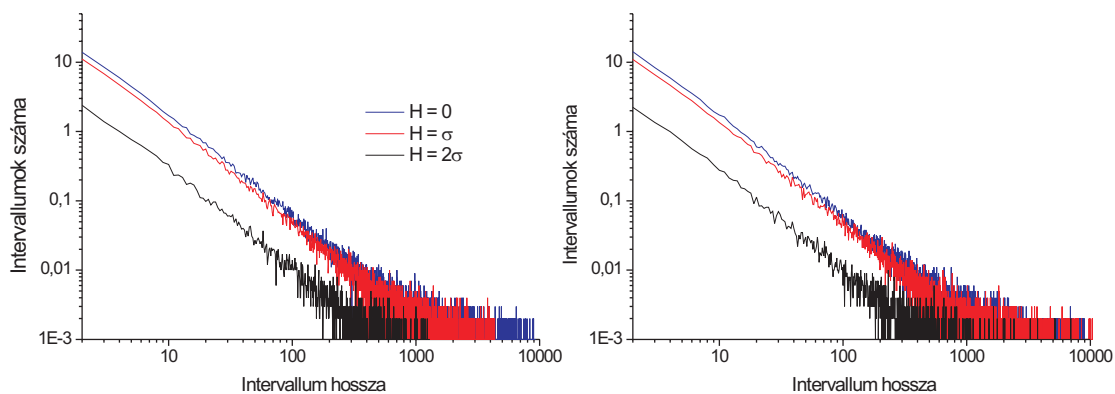 Intervallumok száma
10
1
0,1
0,01
1E-3
10
100
1000
10000
Intervallum hossza
H = 0
H = σ
H = 2σ
Intervallumok száma
10
1
0,1
0,01
1E-3
10
100
1000
10000
Intervallum hossza